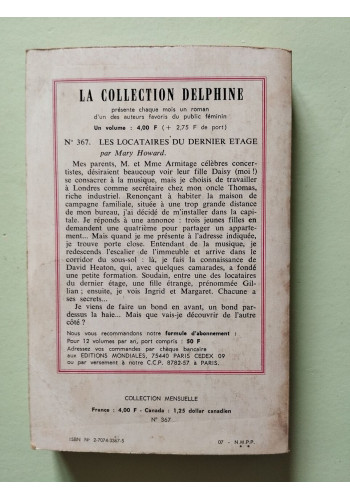 LA COLLECTION DELPHINE
présente chaque mois un roman
d'un des auteurs favoris du public féminin
Un volume : 4,00 F (+ 2,75 F de port)
N° 367. LES LOCATAIRES DU DERNIER ETAGE
par Mary Howard.
Mes parents, M. et Mme Armitage célèbres concer-
tistes, désiraient beaucoup voir leur fille Daisy (moi !)
se consacrer à la musique, mais je choisis de travailler
à Londres comme secrétaire chez mon oncle Thomas,
riche industriel. Renonçant à habiter la maison de
campagne familiale, située à une trop grande distance
de mon bureau, j'ai décidé de m'installer dans la capi-
tale. Je réponds à une annonce : trois jeunes filles en
demandent une quatrième pour partager un apparte-
ment... Mais quand je me présente à l'adresse indiquée,
je trouve porte close. Entendant de la musique, je
redescends l'escalier de l'immeuble et arrive dans le
corridor du sous-sol : là, je fais la connaissance de
David Heaton, qui, avec quelques camarades, a fondé
une petite formation. Soudain, entre une des locataires
du dernier étage, une fille étrange, prénommée Gil-
lian ; ensuite, je vois Ingrid et Margaret. Chacune a
ses secrets...
Je viens de faire un bond en avant, un bond par-
dessus la haie... Mais que vais-je découvrir de l'autre
côté ?
Nous vous recommandons notre formule d'abonnement :
Pour 12 volumes par an, port compris : 50 F
Adressez vos commandes par chèque bancaire
aux EDITIONS MONDIALES, 75440 PARIS CEDEX 09
ou par versement à notre C.C.P. 8782-57 à PARIS.
COLLECTION MENSUELLE
France : 4,00 F - Canada : 1,25 dollar canadien
N° 367
ISBN N° 2-7074-3367-3
07 - N.M.P.P.